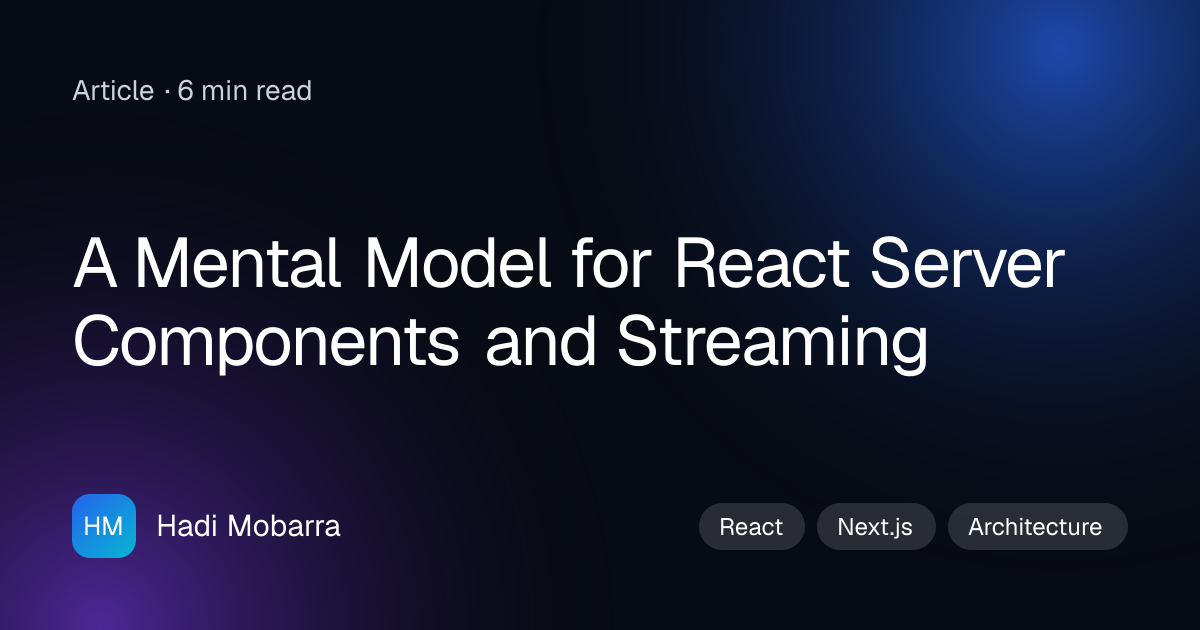 Article · 6 min read
A Mental Model for React Server
Components and Streaming
HM
Hadi Mobarra
React
Next.js
Architecture